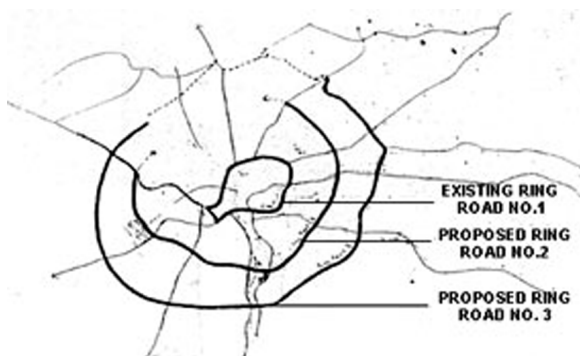 EXISTING RING
ROAD NO.1
PROPOSED RING
ROAD NO.2
PROPOSED RING
ROAD NO. 3